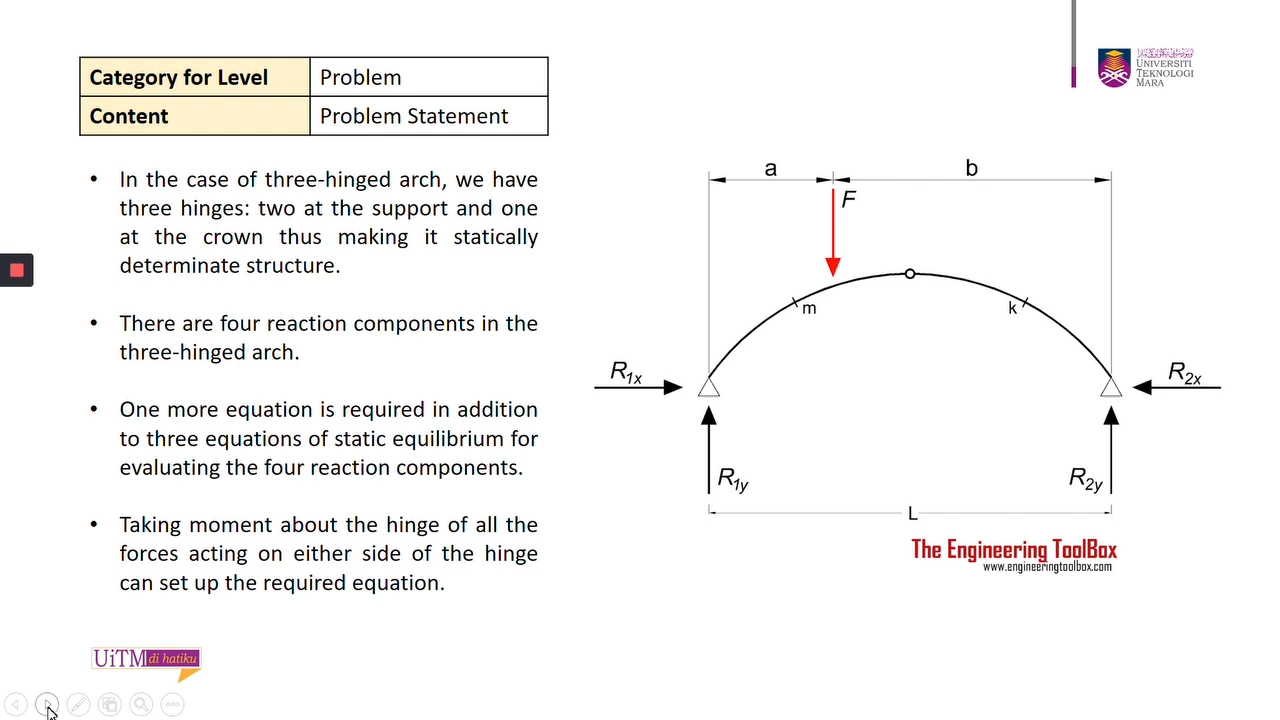 Category for Level Problem
Content Problem Statement
• In the case of three-hinged arch, we have
three hinges: two at the support and one
at the crown thus making it statically
determinate structure.
• There are four reaction components in the
three-hinged arch.
• One more equation is required in addition
to three equations of static equilibrium for
evaluating the four reaction components.
• Taking moment about the hinge of all the
forces acting on either side of the hinge
can set up the required equation.
UNIVERSITI
TEKNOLOGI
MARA
a b
F
m k
R1x R2x
R1y R2y
L
The Engineering ToolBox
www.engineeringtoolbox.com
UiTM di hatiku